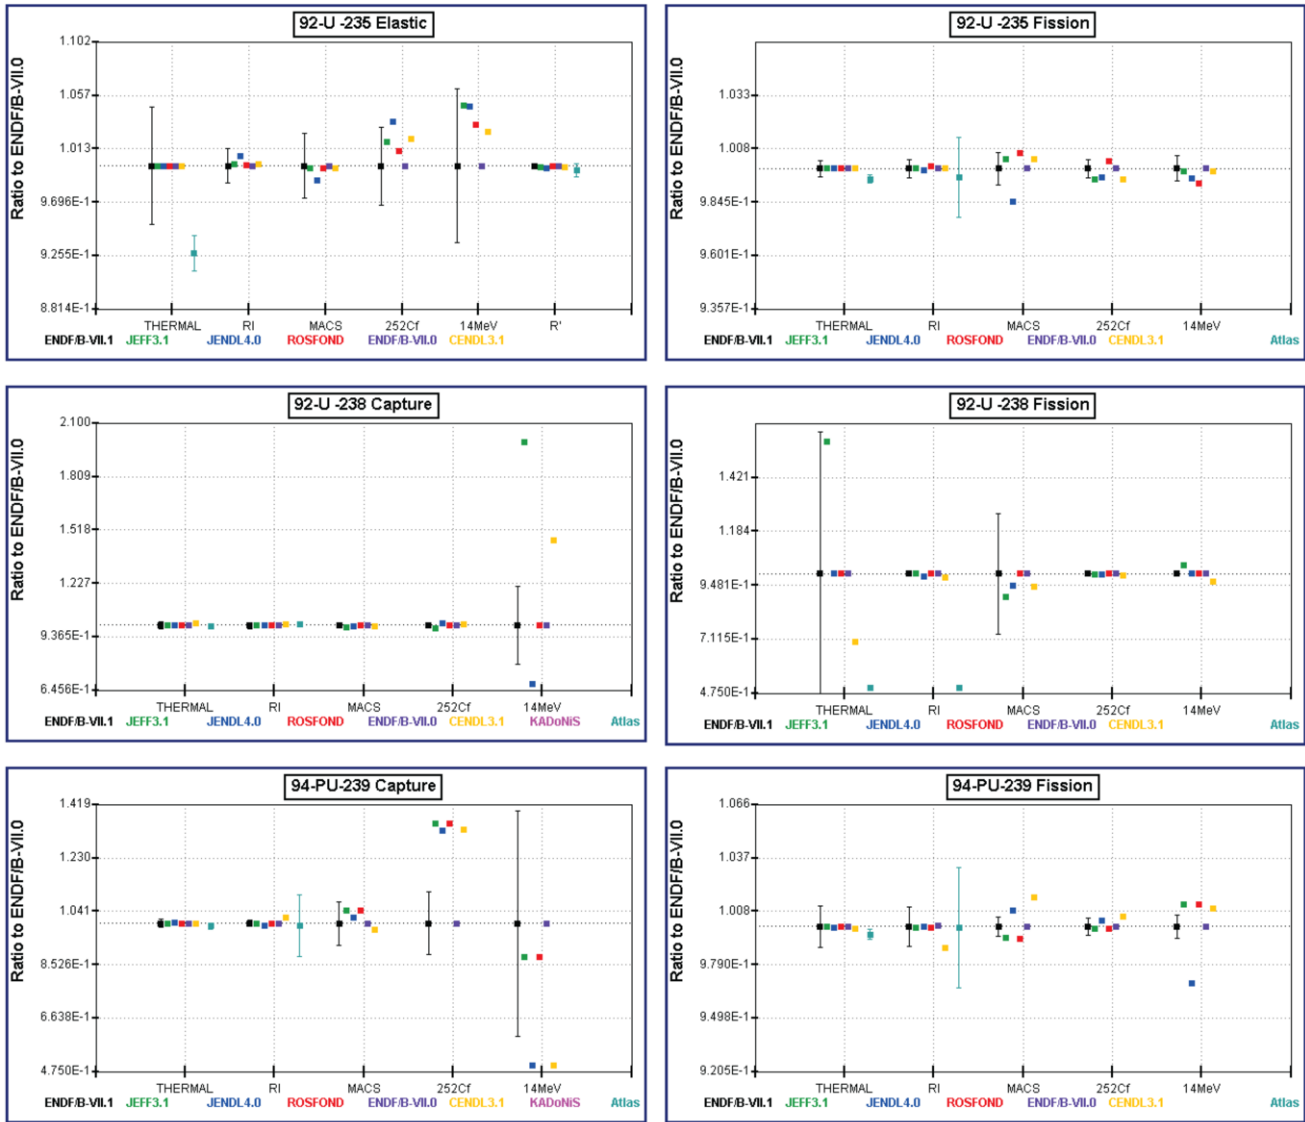 92-U -235 Elastic
Ratio to ENDF/B-VII.0
1.102
1.057
1.013
9.696E-1
9.255E-1
8.814E-1
THERMAL RI MACS 252Cf 14MeV R'
ENDF/B-VII.1 JEFF3.1 JENDL4.0 ROSFOND ENDF/B-VII.0 CENDL3.1
92-U -235 Fission
Ratio to ENDF/B-VII.0
1.033
1.008
9.845E-1
9.601E-1
9.357E-1
THERMAL RI MACS 252Cf 14MeV
ENDF/B-VII.1 JEFF3.1 JENDL4.0 ROSFOND ENDF/B-VII.0 CENDL3.1 Atlas
92-U -238 Capture
Ratio to ENDF/B-VII.0
2.100
1.809
1.518
1.227
9.365E-1
6.456E-1
THERMAL RI MACS 252Cf 14MeV
ENDF/B-VII.1 JEFF3.1 JENDL4.0 ROSFOND ENDF/B-VII.0 CENDL3.1 KADoNiS Atlas
92-U -238 Fission
Ratio to ENDF/B-VII.0
1.421
1.184
9.481E-1
7.115E-1
4.750E-1
THERMAL RI MACS 252Cf 14MeV
ENDF/B-VII.1 JEFF3.1 JENDL4.0 ROSFOND ENDF/B-VII.0 CENDL3.1 Atlas
94-PU-239 Capture
Ratio to ENDF/B-VII.0
1.419
1.230
1.041
8.526E-1
6.638E-1
4.750E-1
THERMAL RI MACS 252Cf 14MeV
ENDF/B-VII.1 JEFF3.1 JENDL4.0 ROSFOND ENDF/B-VII.0 CENDL3.1 KADoNiS Atlas
94-PU-239 Fission
Ratio to ENDF/B-VII.0
1.066
1.037
1.008
9.790E-1
9.498E-1
9.205E-1
THERMAL RI MACS 252Cf 14MeV
ENDF/B-VII.1 JEFF3.1 JENDL4.0 ROSFOND ENDF/B-VII.0 CENDL3.1 Atlas